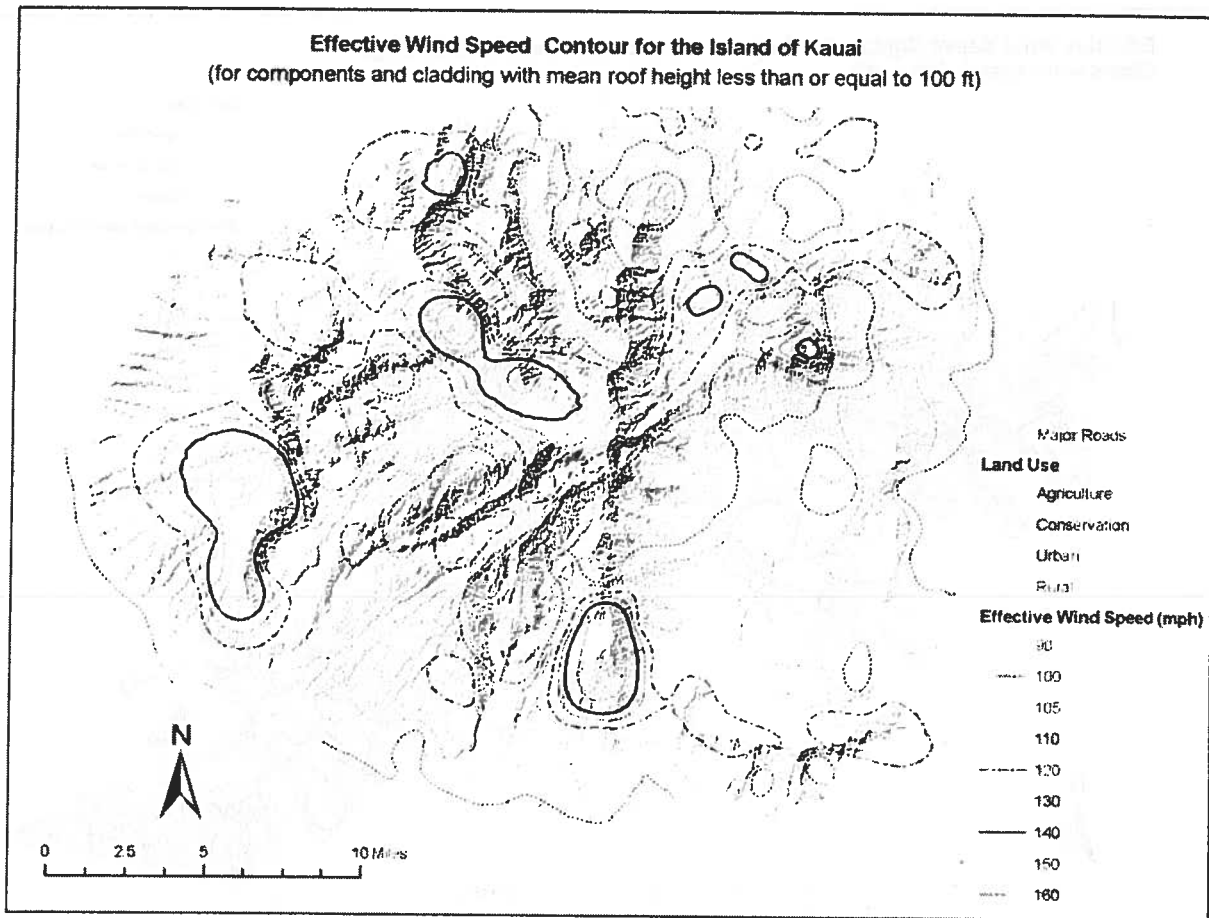 Effective Wind Speed Contour for the Island of Kauai
(for components and cladding with mean roof height less than or equal to 100 ft)
Major Roads
Land Use
Agriculture
Conservation
Urban
Rural
Effective Wind Speed (mph)
90
100
105
110
120
130
140
150
160
N
0 2.5 5 10 Miles